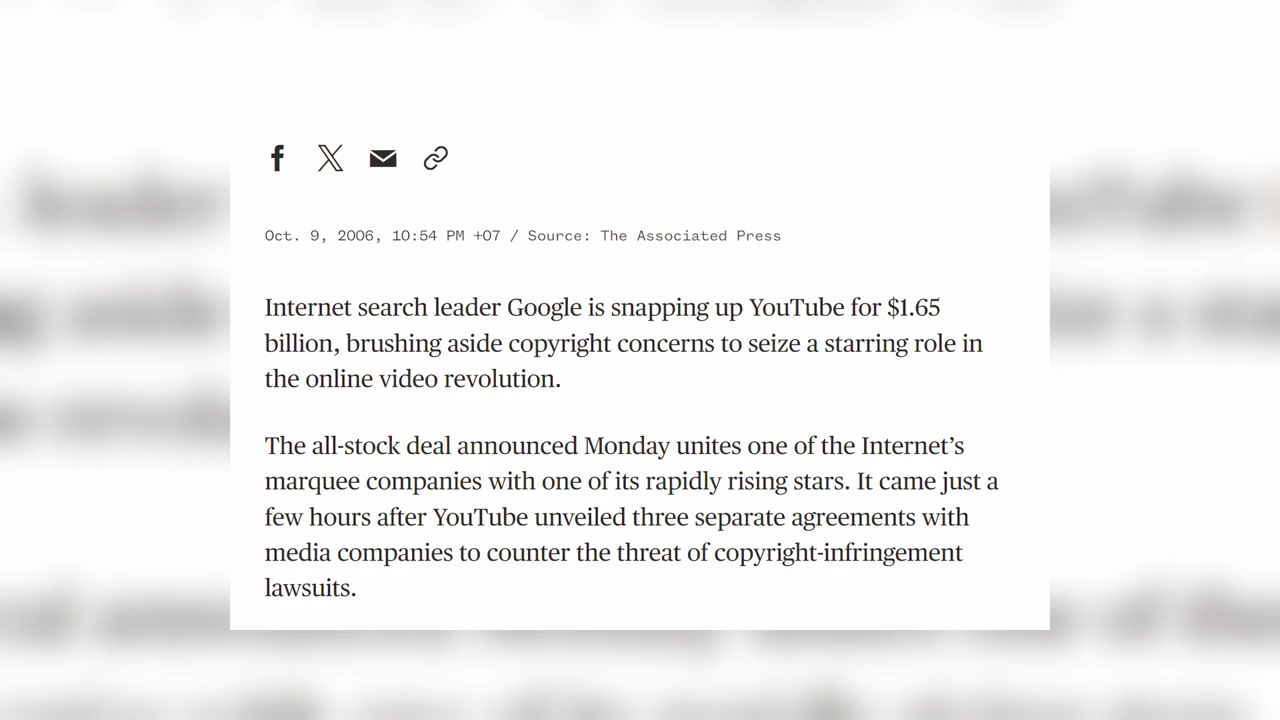 Oct. 9, 2006, 10:54 PM +07 / Source: The Associated Press
Internet search leader Google is snapping up YouTube for $1.65
billion, brushing aside copyright concerns to seize a starring role in
the online video revolution.
The all-stock deal announced Monday unites one of the Internet’s
marquee companies with one of its rapidly rising stars. It came just a
few hours after YouTube unveiled three separate agreements with
media companies to counter the threat of copyright-infringement
lawsuits.